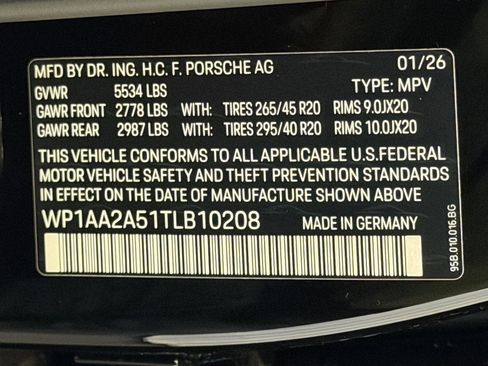 MFD BY DR. ING. H.C. F. PORSCHE AG 01/26
GVWR 5534 LBS TYPE: MPV
GAWR FRONT 2778 LBS WITH: TIRES 265/45 R20 RIMS 9.0JX20
GAWR REAR 2987 LBS WITH: TIRES 295/40 R20 RIMS 10.0JX20
THIS VEHICLE CONFORMS TO ALL APPLICABLE U.S.FEDERAL
MOTOR VEHICLE SAFETY AND THEFT PREVENTION STANDARDS
IN EFFECT ON THE DATE OF MANUFACTURE SHOWN ABOVE.
WP1AA2A51TLB10208 MADE IN GERMANY
95B.010.016.BG